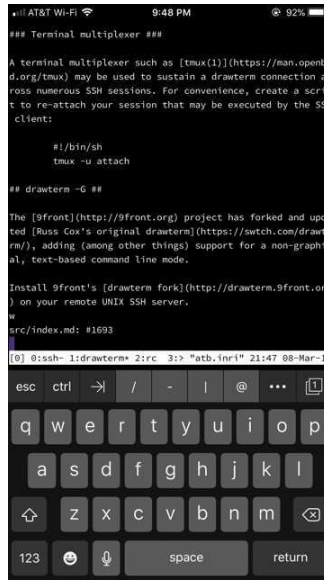 AT&T Wi-Fi 9:48 PM 92%
### Terminal multiplexer ###
A terminal multiplexer such as [tmux(1)](https://man.openb
d.org/tmux) may be used to sustain a drawterm connection a
ross numerous SSH sessions. For convenience, create a scri
t to re-attach your session that may be executed by the SS
client:
#!/bin/sh
tmux -u attach
## drawterm -G ##
The [9front](http://9front.org) project has forked and upd
ted [Russ Cox's original drawterm](https://swtch.com/drawt
rm/), adding (among other things) support for a non-graphi
al, text-based command line mode.
Install 9front's [drawterm fork](http://drawterm.9front.or
) on your remote UNIX SSH server.
w
src/index.md: #1693
[0] 0:ssh- 1:drawterm* 2:rc 3:> "atb.inri" 21:47 08-Mar-1
esc ctrl / - | @ ••• 1
q w e r t y u i o p
a s d f g h j k l
z x c v b n m
123 space return